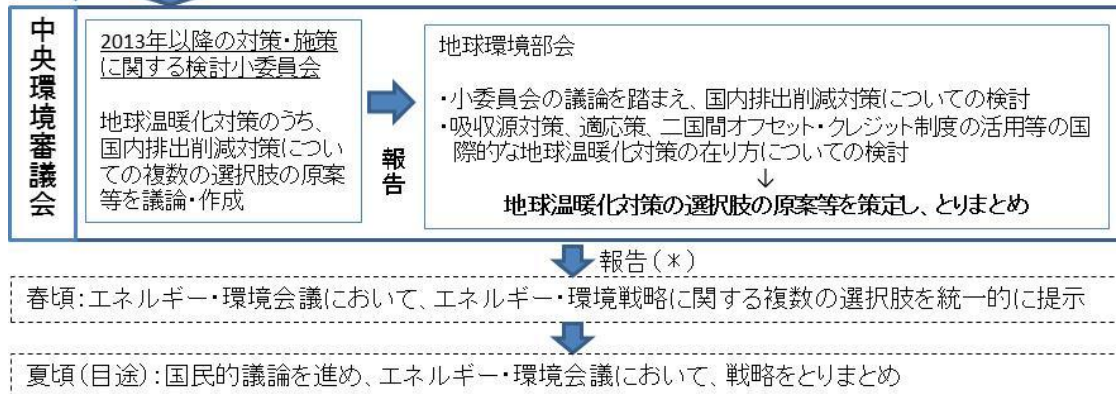 中央環境審議会
2013年以降の対策・施策
に関する検討小委員会
地球温暖化対策のうち、
国内排出削減対策につい
ての複数の選択肢の原案
等を議論・作成
報告
地球環境部会
・小委員会の議論を踏まえ、国内排出削減対策についての検討
・吸収源対策、適応策、二国間オフセット・クレジット制度の活用等の国
際的な地球温暖化対策の在り方についての検討
↓
地球温暖化対策の選択肢の原案等を策定し、とりまとめ
報告(＊)
春頃:エネルギー・環境会議において、エネルギー・環境戦略に関する複数の選択肢を統一的に提示
夏頃(目途):国民的議論を進め、エネルギー・環境会議において、戦略をとりまとめ